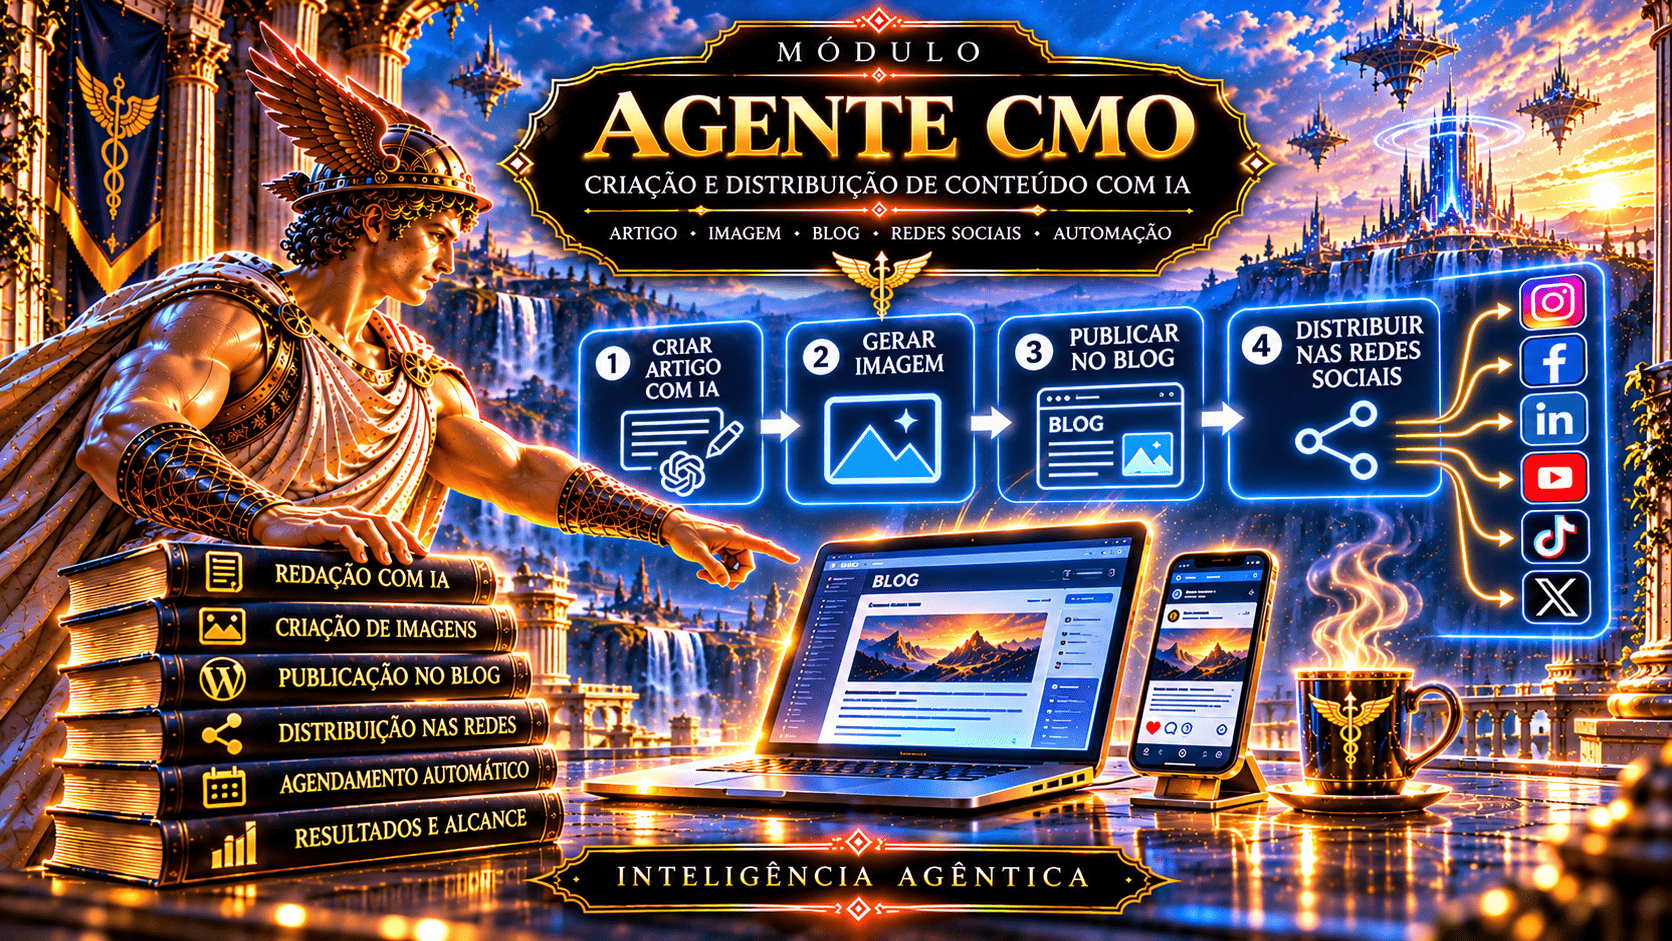 MÓDULO
AGENTE CMO
CRIAÇÃO E DISTRIBUIÇÃO DE CONTEÚDO COM IA
ARTIGO • IMAGEM • BLOG • REDES SOCIAIS • AUTOMAÇÃO
1
CRIAR
ARTIGO
COM IA
2
GERAR
IMAGEM
3
PUBLICAR
NO BLOG
BLOG
4
DISTRIBUIR
NAS REDES
SOCIAIS
in
BLOG
REDAÇÃO COM IA
CRIAÇÃO DE IMAGENS
PUBLICAÇÃO NO BLOG
DISTRIBUIÇÃO NAS REDES
AGENDAMENTO AUTOMÁTICO
RESULTADOS E ALCANCE
INTELIGÊNCIA AGÊNTICA